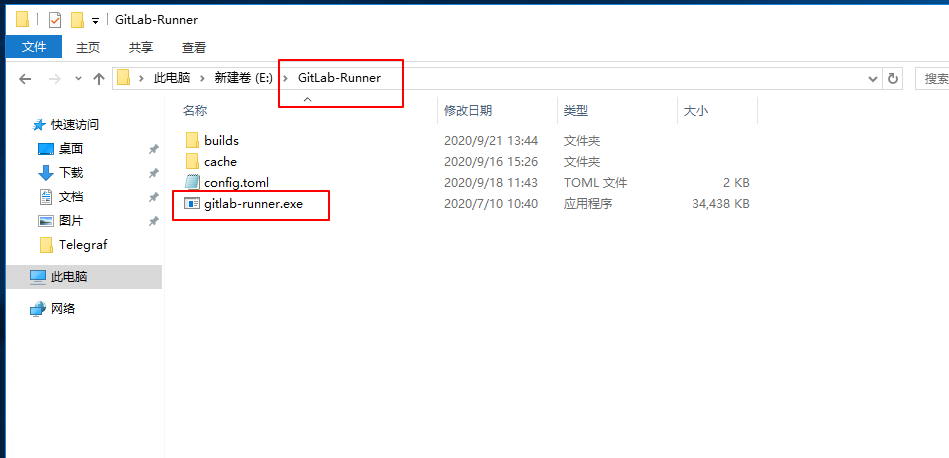 GitLab-Runner
文件 主页 共享 查看
此电脑 新建卷 (E:) GitLab-Runner 搜索
名称 修改日期 类型 大小
快速访问
桌面
下载
文档
图片
Telegraf
此电脑
网络
builds 2020/9/21 13:44 文件夹
cache 2020/9/16 15:26 文件夹
config.toml 2020/9/18 11:43 TOML 文件 2 KB
gitlab-runner.exe 2020/7/10 10:40 应用程序 34,438 KB